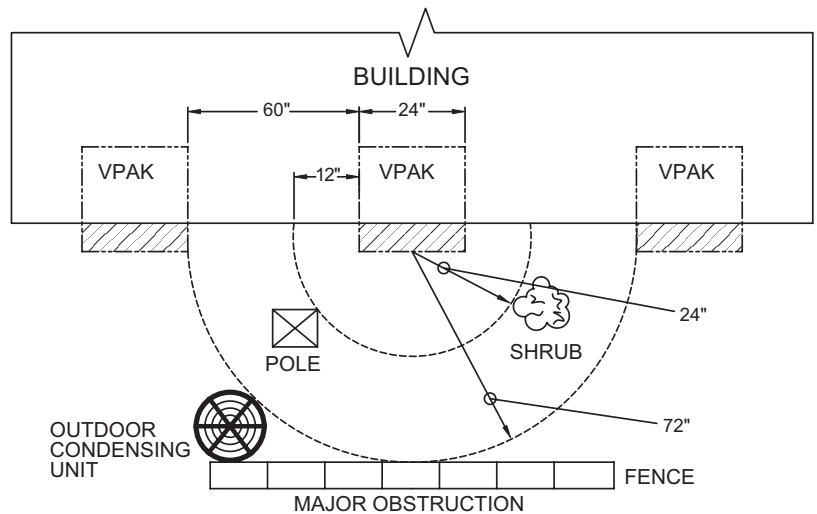 BUILDING
60"
24"
VPAK
VPAK
VPAK
12"
24"
SHRUB
POLE
72"
OUTDOOR
CONDENSING
UNIT
FENCE
MAJOR OBSTRUCTION